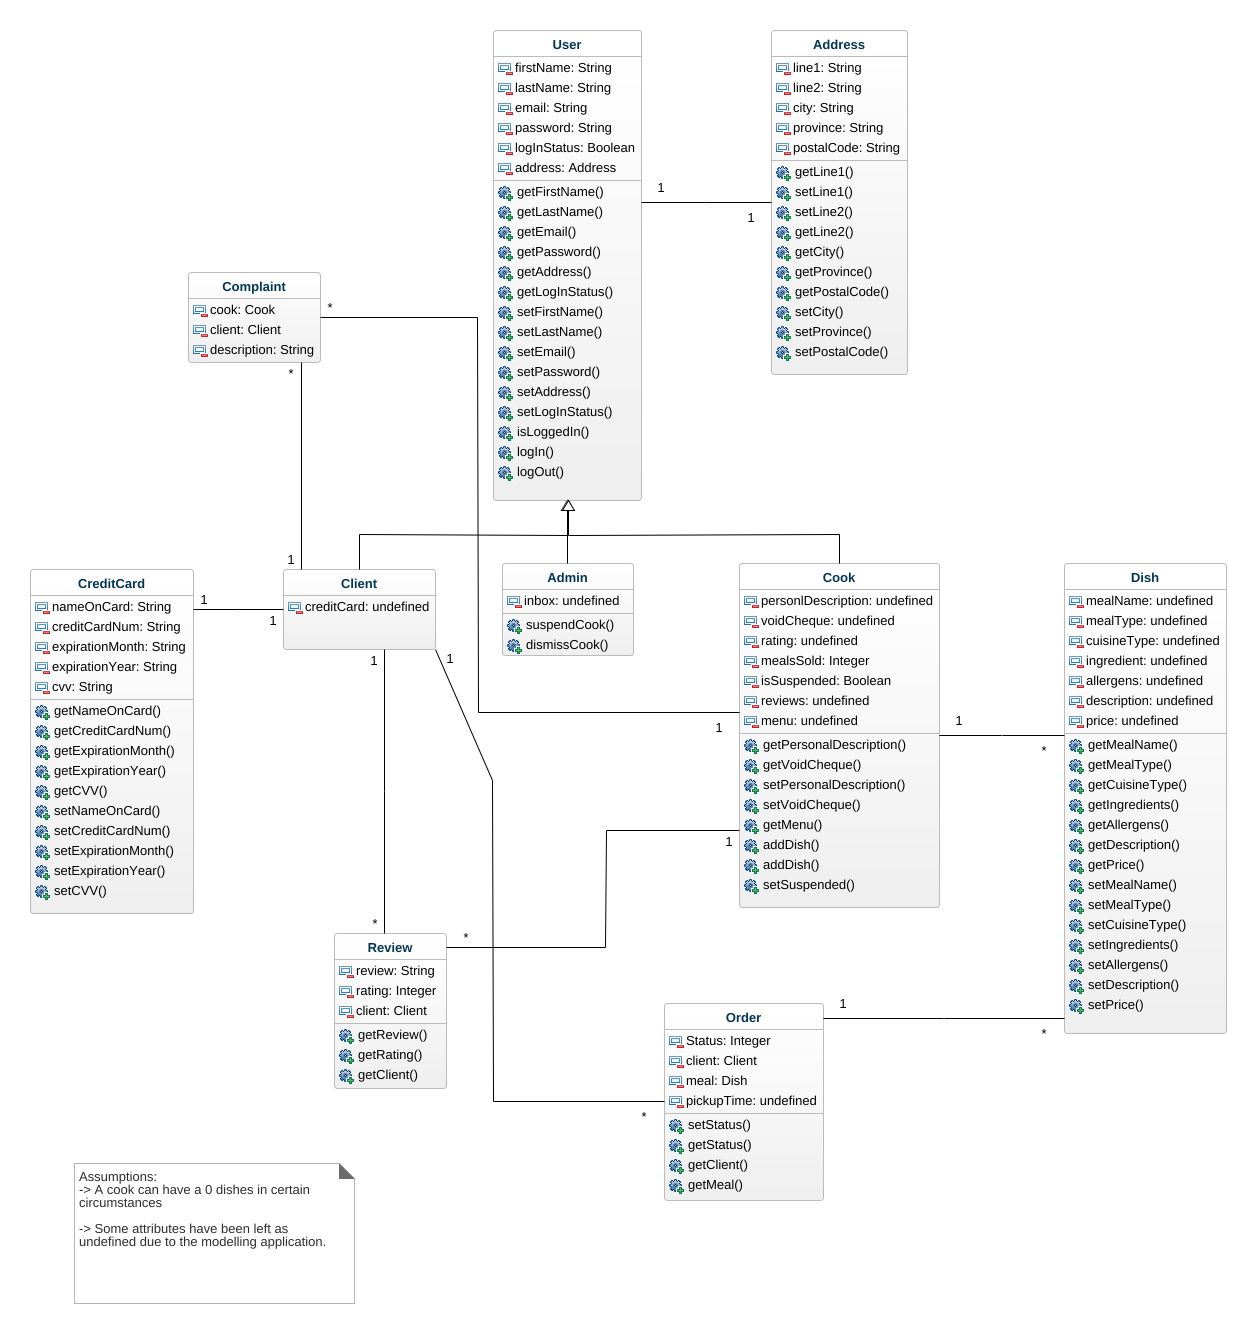 User
firstName: String
lastName: String
email: String
password: String
logInStatus: Boolean
address: Address
getFirstName()
getLastName()
getEmail()
getPassword()
getAddress()
getLogInStatus()
setFirstName()
setLastName()
setEmail()
setPassword()
setAddress()
setLogInStatus()
isLoggedIn()
logIn()
logOut()
1
1
Address
line1: String
line2: String
city: String
province: String
postalCode: String
getLine1()
setLine1()
setLine2()
getLine2()
getCity()
getProvince()
getPostalCode()
setCity()
setProvince()
setPostalCode()
Complaint
cook: Cook
client: Client
description: String
*
*
1
CreditCard
nameOnCard: String
creditCardNum: String
expirationMonth: String
expirationYear: String
cvv: String
getNameOnCard()
getCreditCardNum()
getExpirationMonth()
getExpirationYear()
getCVV()
setNameOnCard()
setCreditCardNum()
setExpirationMonth()
setExpirationYear()
setCVV()
1
1
Client
creditCard: undefined
1
1
Admin
inbox: undefined
suspendCook()
dismissCook()
Cook
personlDescription: undefined
voidCheque: undefined
rating: undefined
mealsSold: Integer
isSuspended: Boolean
reviews: undefined
menu: undefined
getPersonalDescription()
getVoidCheque()
setPersonalDescription()
setVoidCheque()
getMenu()
addDish()
addDish()
setSuspended()
1
1
1
*
Dish
mealName: undefined
mealType: undefined
cuisineType: undefined
ingredient: undefined
allergens: undefined
description: undefined
price: undefined
getMealName()
getMealType()
getCuisineType()
getIngredients()
getAllergens()
getDescription()
getPrice()
setMealName()
setMealType()
setCuisineType()
setIngredients()
setAllergens()
setDescription()
setPrice()
*
*
Review
review: String
rating: Integer
client: Client
getReview()
getRating()
getClient()
Order
Status: Integer
client: Client
meal: Dish
pickupTime: undefined
setStatus()
getStatus()
getClient()
getMeal()
1
*
*
Assumptions:
-> A cook can have a 0 dishes in certain
circumstances
-> Some attributes have been left as
undefined due to the modelling application.